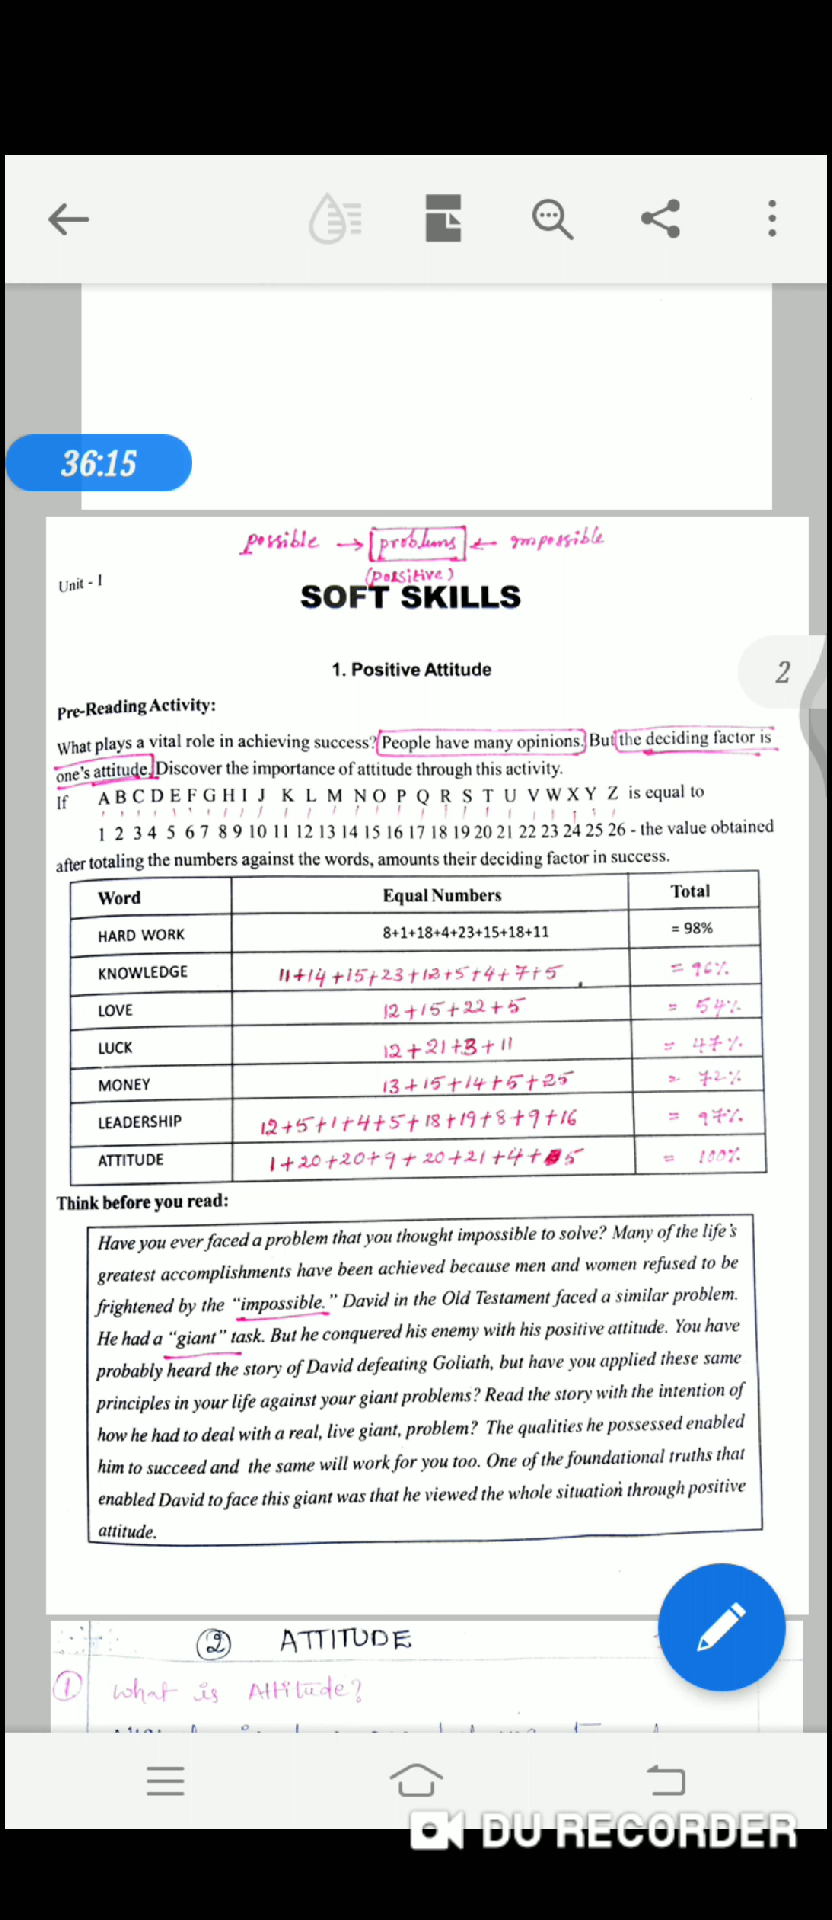 36:15
possible → problems ← impossible
(possitive)
Unit - I
SOFT SKILLS
2
1. Positive Attitude
Pre-Reading Activity:
What plays a vital role in achieving success? People have many opinions. But the deciding factor is
one's attitude. Discover the importance of attitude through this activity.
If A B C D E F G H I J K L M N O P Q R S T U V W X Y Z is equal to
1 2 3 4 5 6 7 8 9 10 11 12 13 14 15 16 17 18 19 20 21 22 23 24 25 26 - the value obtained
after totaling the numbers against the words, amounts their deciding factor in success.
Word Equal Numbers Total
HARD WORK 8+1+18+4+23+15+18+11 = 98%
KNOWLEDGE 11+14+15+23+12+5+4+7+5 = 96%
LOVE 12+15+22+5 = 54%
LUCK 12+21+3+11 = 47%
MONEY 13+15+14+5+25 = 72%
LEADERSHIP 12+5+1+4+5+18+19+8+9+16 = 97%
ATTITUDE 1+20+20+9+20+21+4+5 = 100%
Think before you read:
Have you ever faced a problem that you thought impossible to solve? Many of the life's
greatest accomplishments have been achieved because men and women refused to be
frightened by the "impossible." David in the Old Testament faced a similar problem.
He had a "giant" task. But he conquered his enemy with his positive attitude. You have
probably heard the story of David defeating Goliath, but have you applied these same
principles in your life against your giant problems? Read the story with the intention of
how he had to deal with a real, live giant, problem? The qualities he possessed enabled
him to succeed and the same will work for you too. One of the foundational truths that
enabled David to face this giant was that he viewed the whole situation through positive
attitude.
2 ATTITUDE
1 What is Attitude?
DU RECORDER